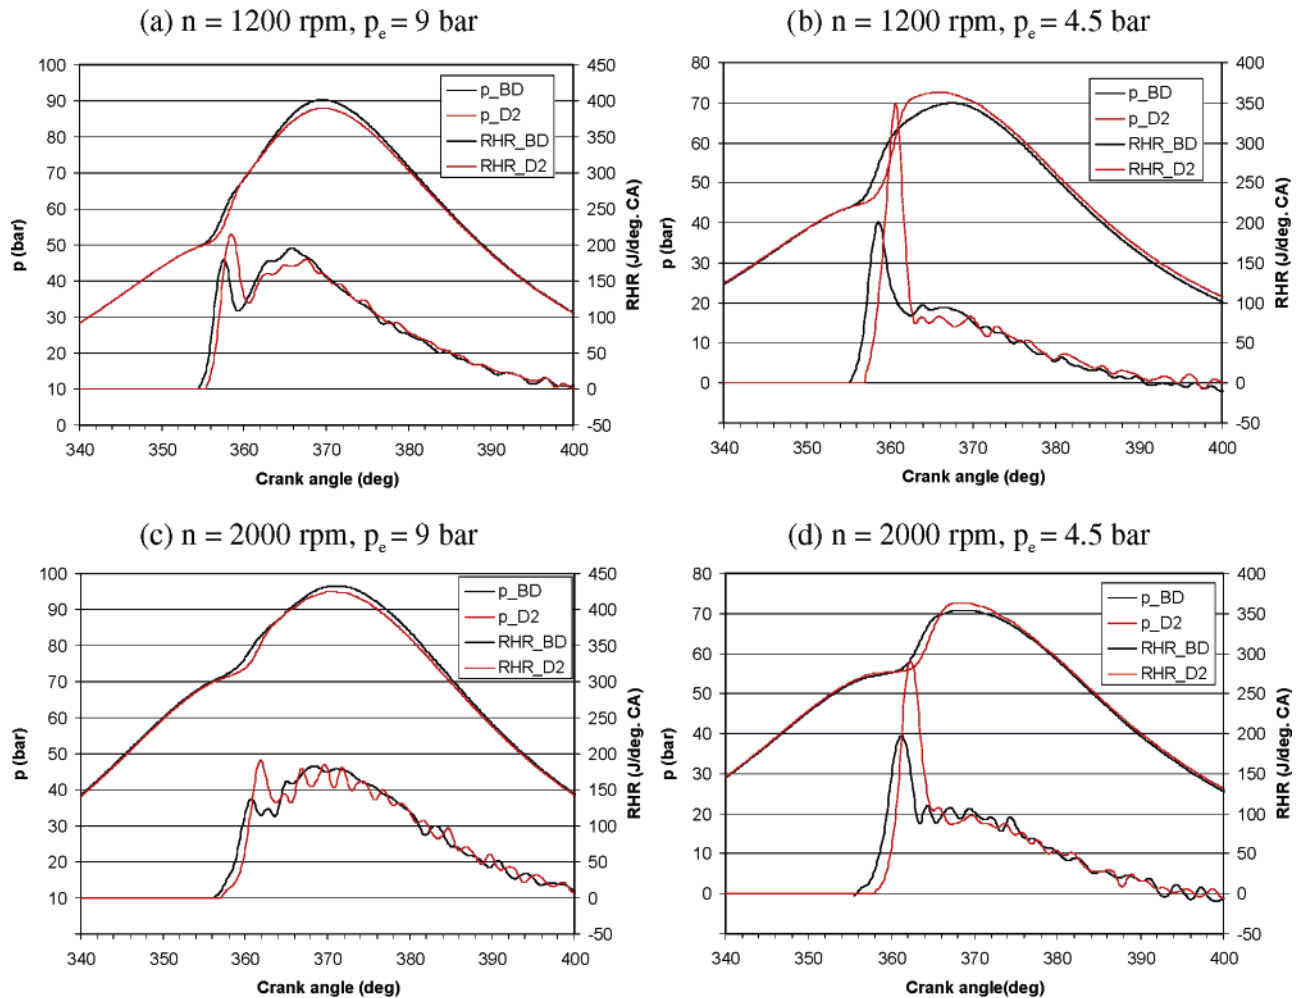 (a) n = 1200 rpm, pe = 9 bar
100
90
80
70
60
50
40
30
20
10
0
p (bar)
450
400
350
300
250
200
150
100
50
0
-50
RHR (J/deg. CA)
p_BD
p_D2
RHR_BD
RHR_D2
340 350 360 370 380 390 400
Crank angle (deg)
(b) n = 1200 rpm, pe = 4.5 bar
80
70
60
50
40
30
20
10
0
p (bar)
400
350
300
250
200
150
100
50
0
-50
RHR (J/deg. CA)
p_BD
p_D2
RHR_BD
RHR_D2
340 350 360 370 380 390 400
Crank angle (deg)
(c) n = 2000 rpm, pe = 9 bar
100
90
80
70
60
50
40
30
20
10
p (bar)
450
400
350
300
250
200
150
100
50
0
-50
RHR (J/deg. CA)
p_BD
p_D2
RHR_BD
RHR_D2
340 350 360 370 380 390 400
Crank angle (deg)
(d) n = 2000 rpm, pe = 4.5 bar
80
70
60
50
40
30
20
10
0
p (bar)
400
350
300
250
200
150
100
50
0
-50
RHR (J/deg. CA)
p_BD
p_D2
RHR_BD
RHR_D2
340 350 360 370 380 390 400
Crank angle(deg)